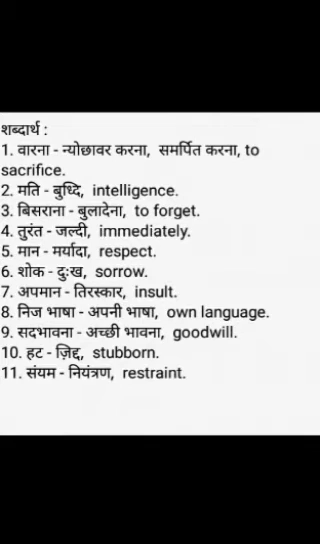 शब्दार्थ :
1. वारना - न्योछावर करना, समर्पित करना, to
sacrifice.
2. मति - बुध्दि, intelligence.
3. बिसराना - बुलादेना, to forget.
4. तुरंत - जल्दी, immediately.
5. मान - मर्यादा, respect.
6. शोक - दुःख, sorrow.
7. अपमान - तिरस्कार, insult.
8. निज भाषा - अपनी भाषा, own language.
9. सदभावना - अच्छी भावना, goodwill.
10. हट - ज़िद्द, stubborn.
11. संयम - नियंत्रण, restraint.